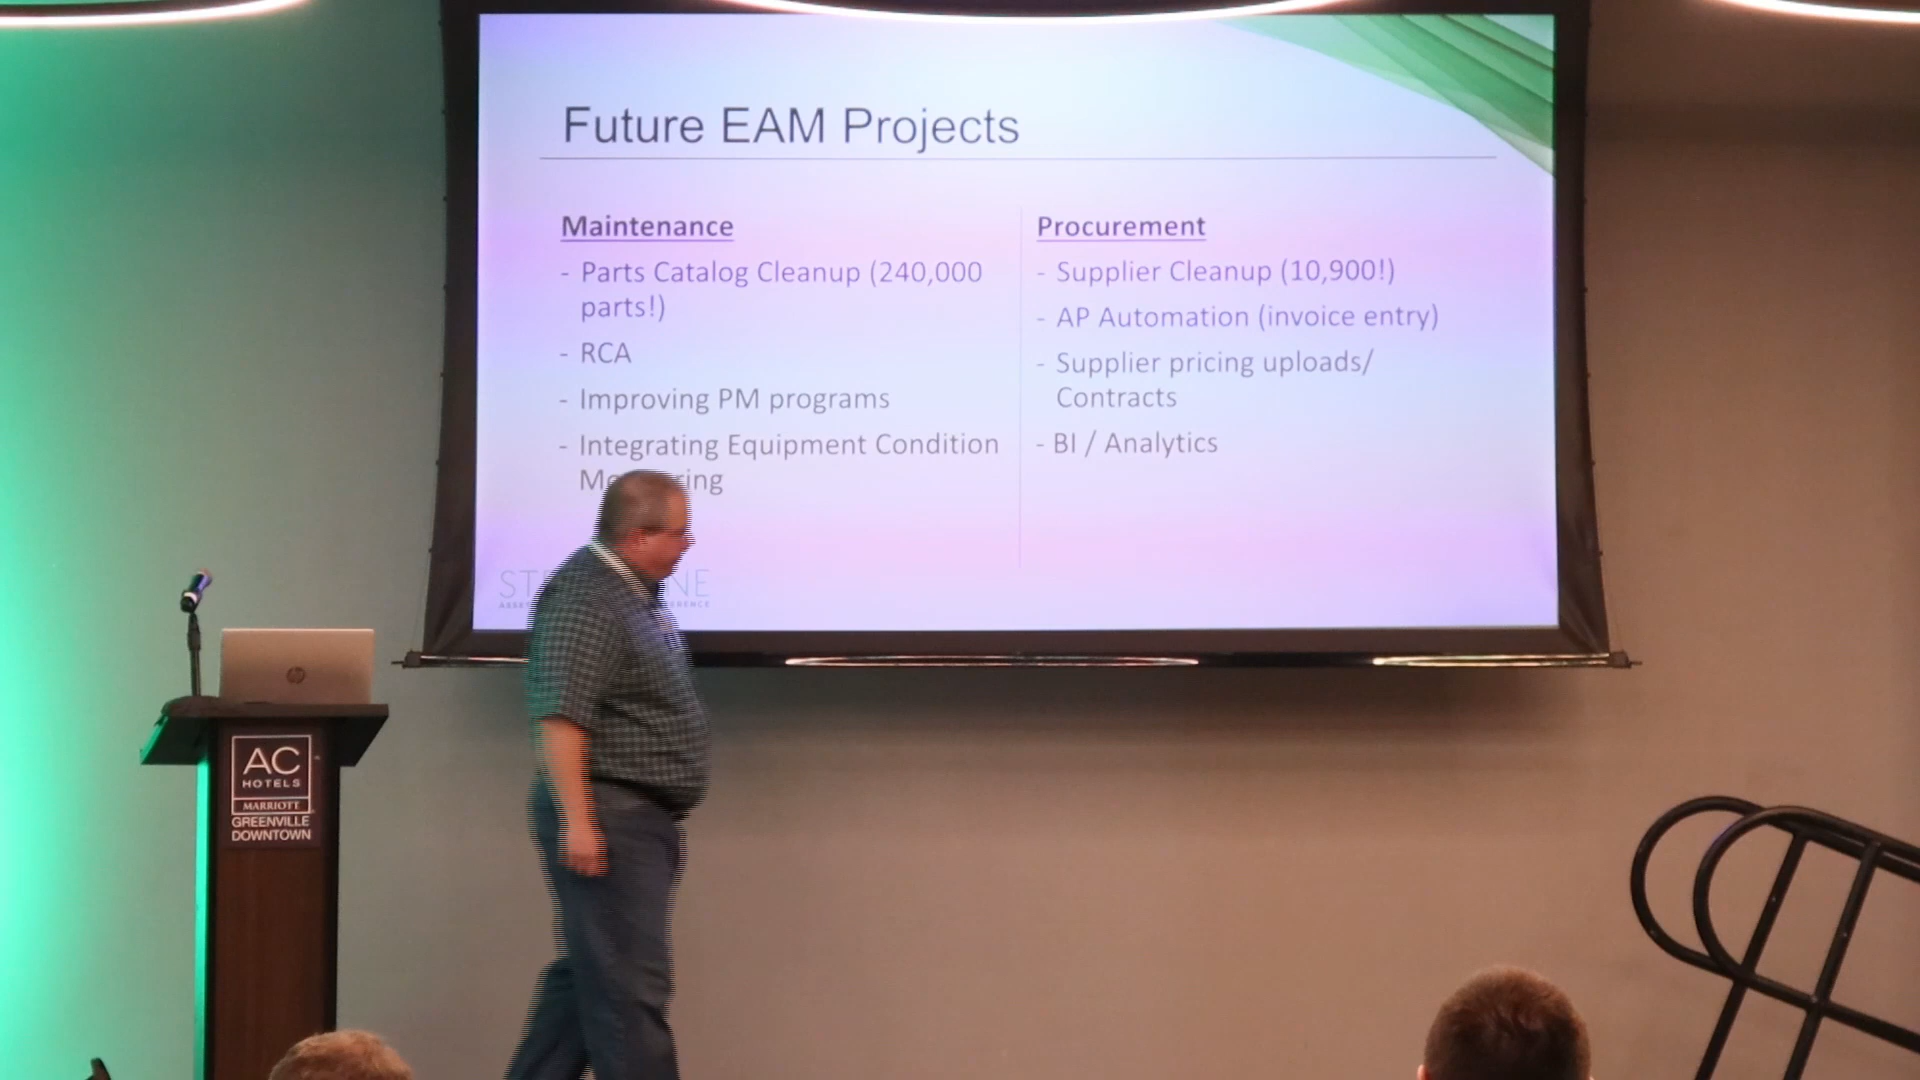 Future EAM Projects
Maintenance
- Parts Catalog Cleanup (240,000
parts!)
- RCA
- Improving PM programs
- Integrating Equipment Condition
Procurement
- Supplier Cleanup (10,900!)
- AP Automation (invoice entry)
- Supplier pricing uploads/
Contracts
- BI / Analytics
hp
AC
HOTELS
MARRIOTT
GREENVILLE
DOWNTOWN